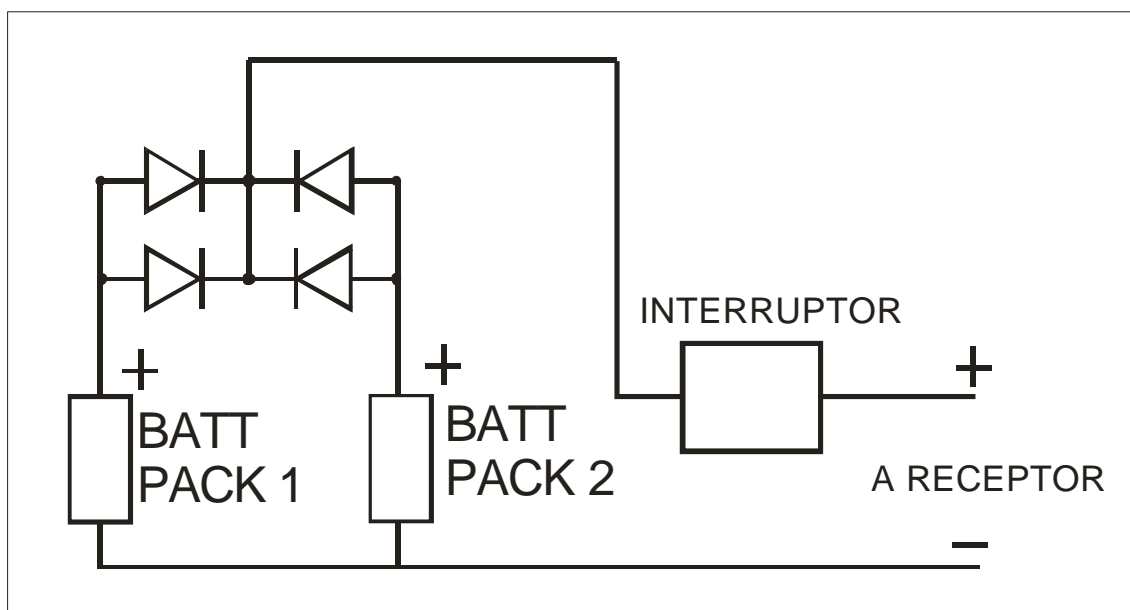 INTERRUPTOR
+
+
+
BATT
PACK 1
BATT
PACK 2
A RECEPTOR
−